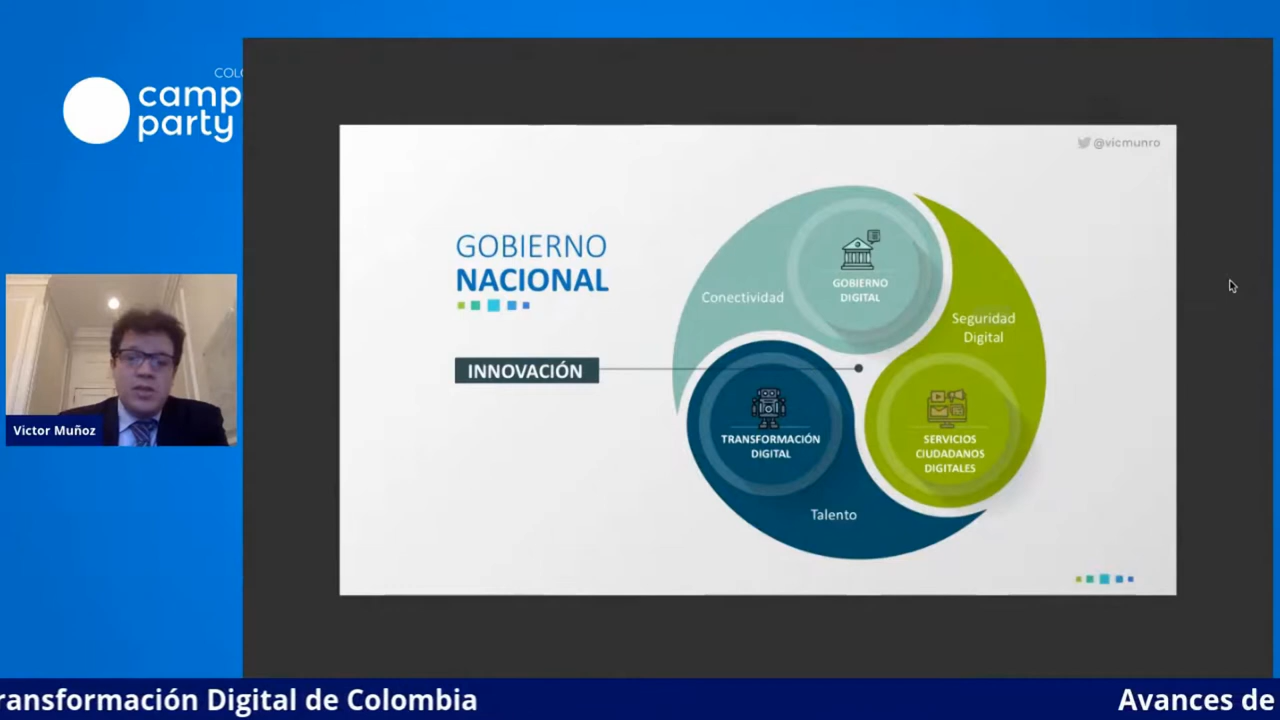 COLO
camp
party
@vicmunro
GOBIERNO
NACIONAL
INNOVACIÓN
Conectividad
GOBIERNO
DIGITAL
Seguridad
Digital
TRANSFORMACIÓN
DIGITAL
SERVICIOS
CIUDADANOS
DIGITALES
Talento
Victor Muñoz
ransformación Digital de Colombia
Avances de